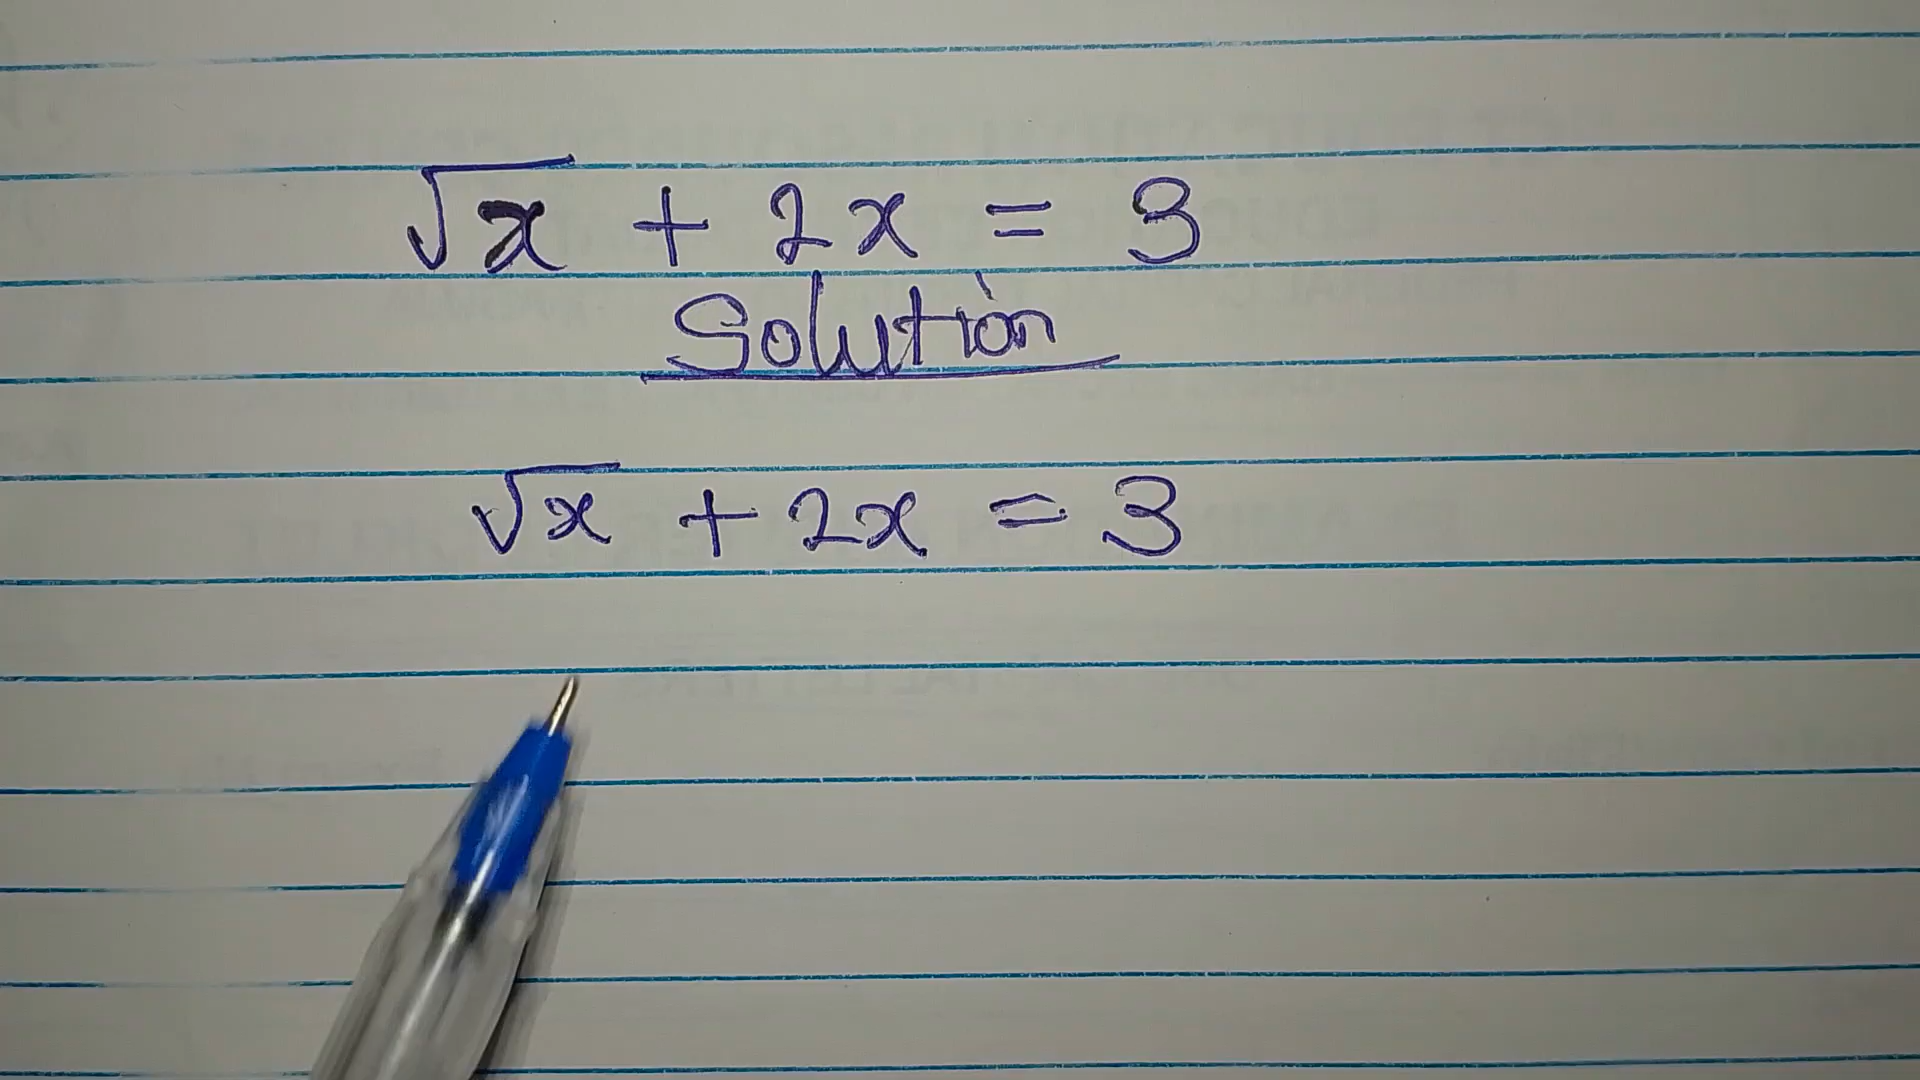 √x + 2x = 3
Solution
√x + 2x = 3